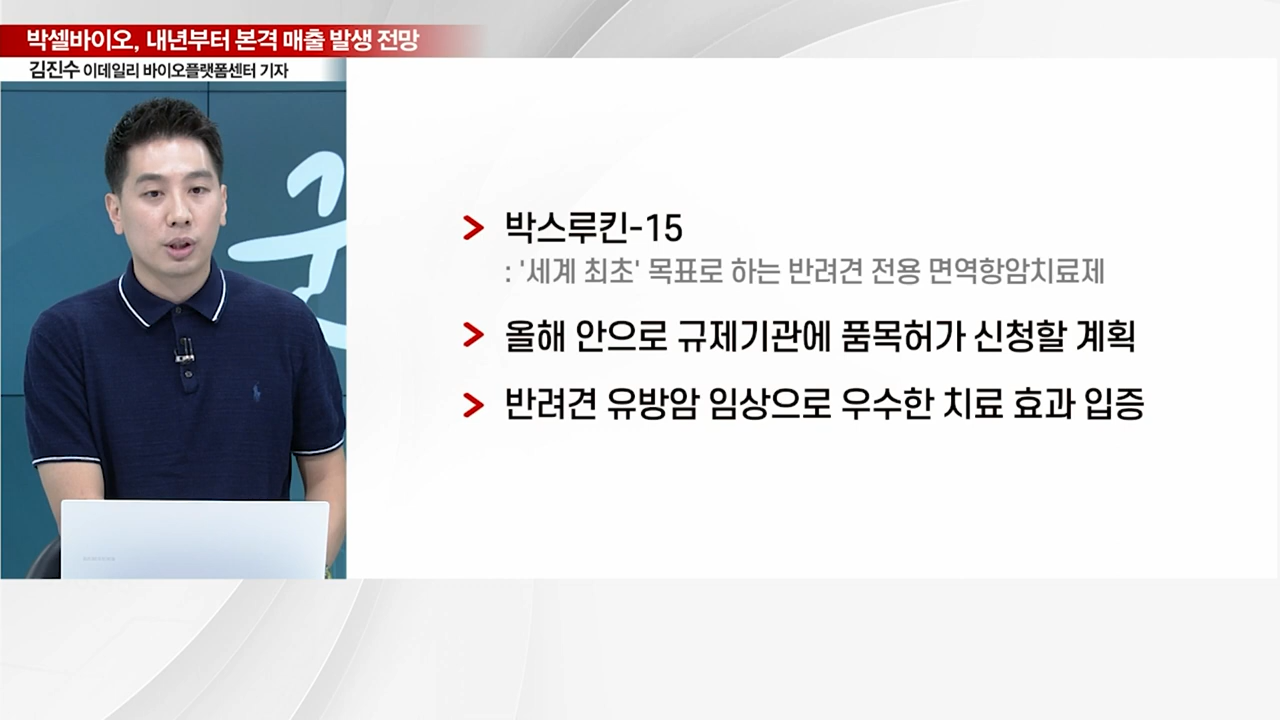 박셀바이오, 내년부터 본격 매출 발생 전망
김진수 이데일리 바이오플랫폼센터 기자
박스루킨-15
: '세계 최초' 목표로 하는 반려견 전용 면역항암치료제
올해 안으로 규제기관에 품목허가 신청할 계획
반려견 유방암 임상으로 우수한 치료 효과 입증
SAMSUNG